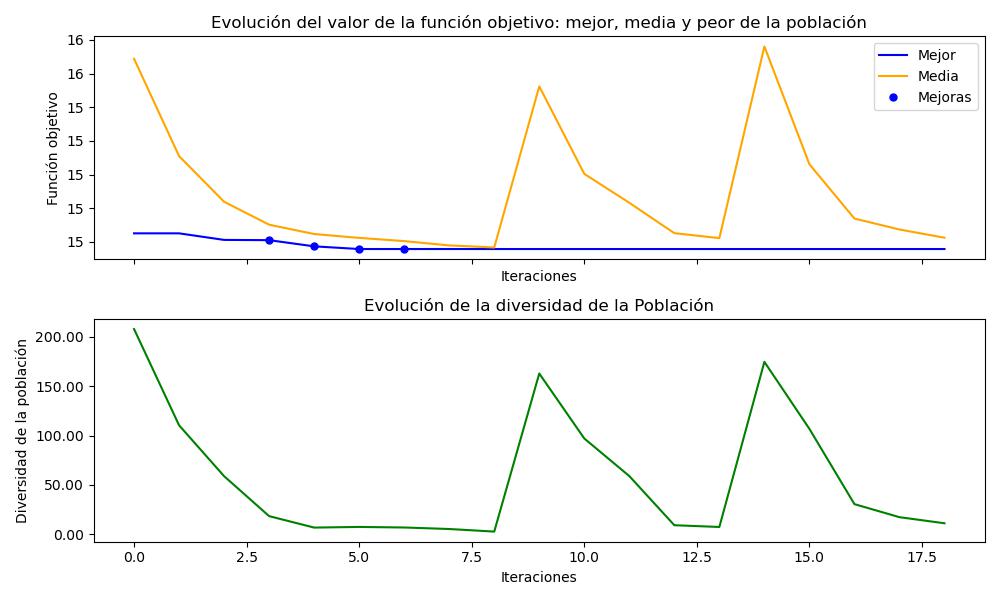 Evolución del valor de la función objetivo: mejor, media y peor de la población
16
16
15
15
15
15
15
Función objetivo
Mejor
Media
Mejoras
Iteraciones
Evolución de la diversidad de la Población
200.00
150.00
100.00
50.00
0.00
Diversidad de la población
0.0 2.5 5.0 7.5 10.0 12.5 15.0 17.5
Iteraciones